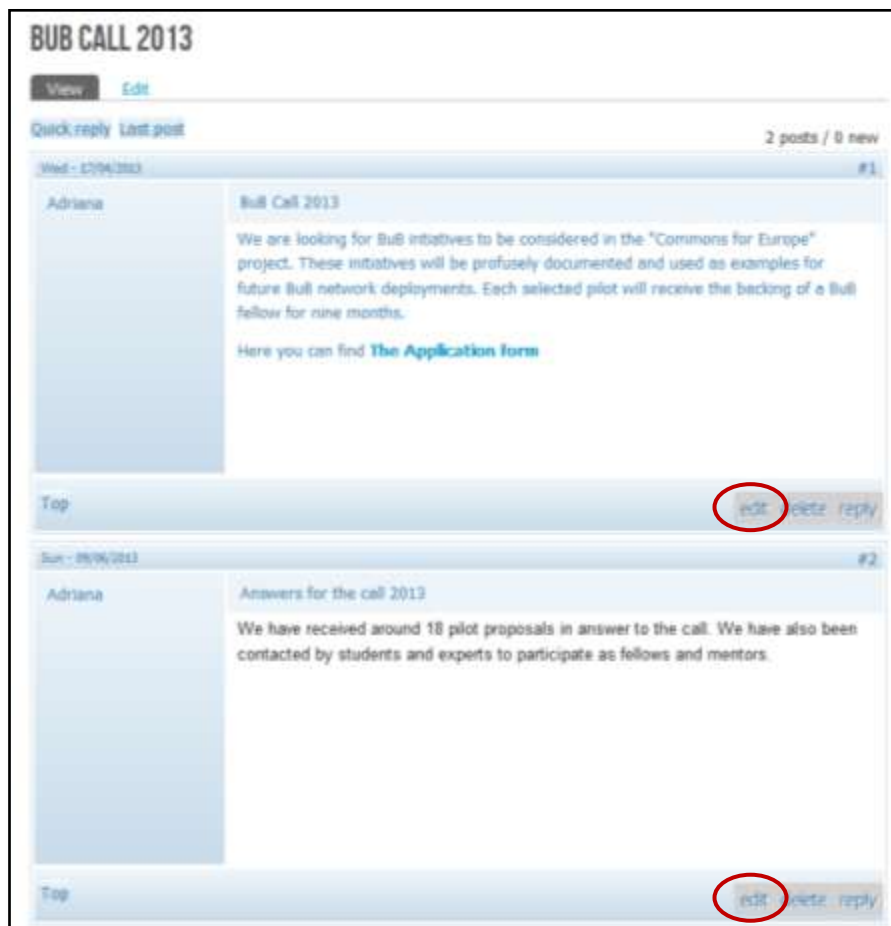 BUB CALL 2013
View Edit
Quick reply Last post
2 posts / 0 new
Wed - 17/04/2013 #1
Adriana
BuB Call 2013
We are looking for BuB intiatives to be considered in the "Commons for Europe"
project. These initiatives will be profusely documented and used as examples for
future BuB network deployments. Each selected pilot will receive the backing of a BuB
fellow for nine months.
Here you can find The Application form
Top
edit delete reply
Sun - 09/06/2013 #2
Adriana
Answers for the call 2013
We have received around 18 pilot proposals in answer to the call. We have also been
contacted by students and experts to participate as fellows and mentors.
Top
edit delete reply